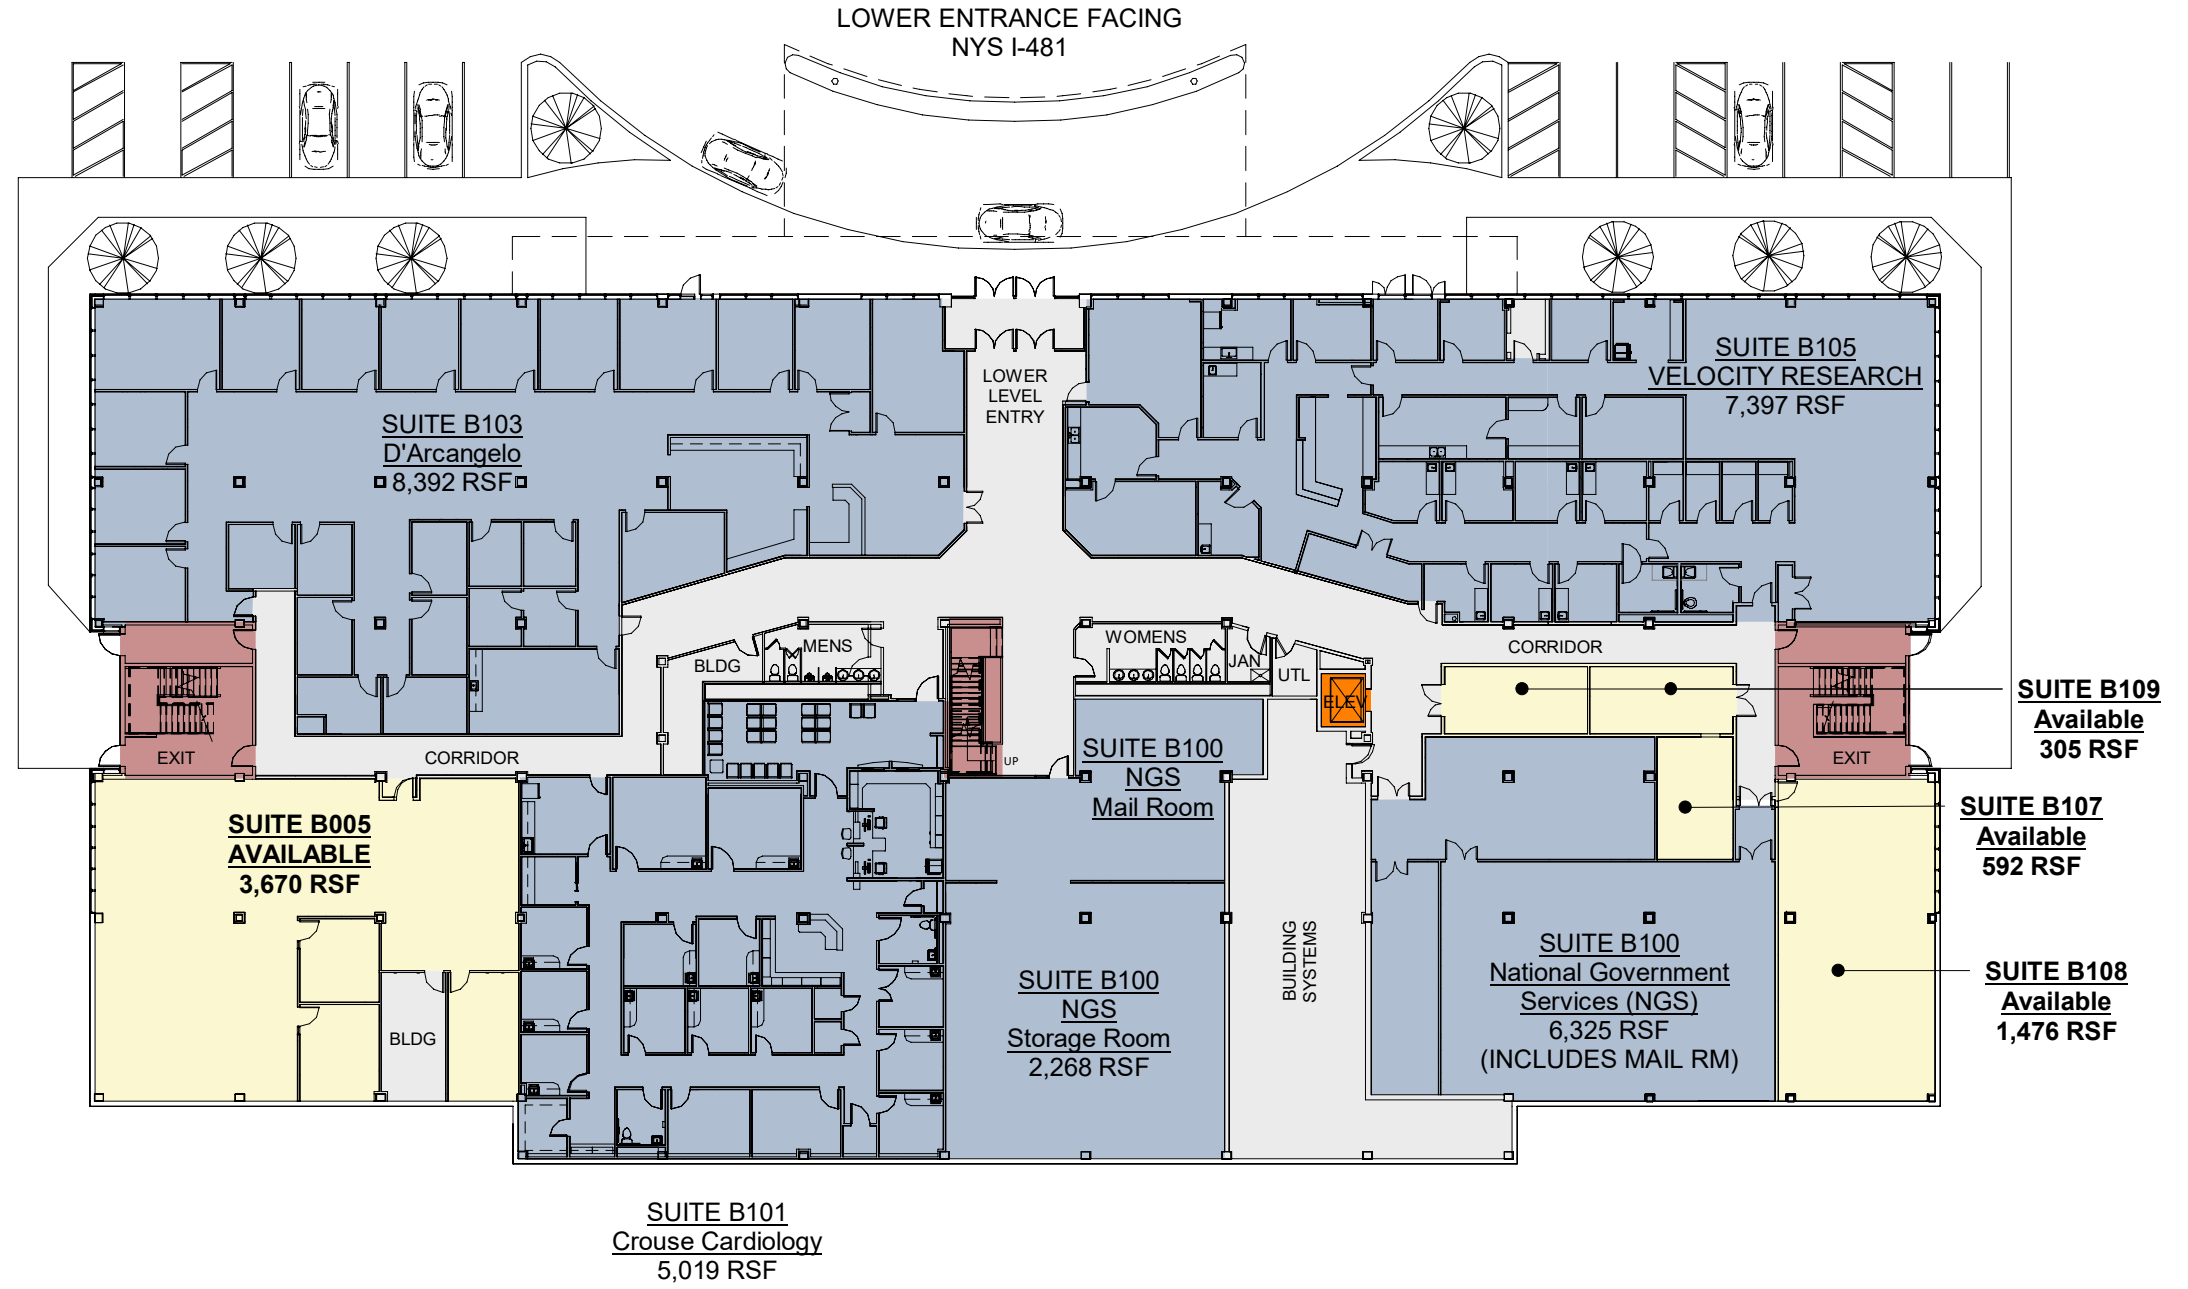 LOWER ENTRANCE FACING
NYS I-481
SUITE B103
D'Arcangelo
8,392 RSF
LOWER
LEVEL
ENTRY
SUITE B105
VELOCITY RESEARCH
7,397 RSF
BLDG
MENS
WOMENS
JAN
UTL
ELEV
CORRIDOR
EXIT
CORRIDOR
UP
EXIT
SUITE B109
Available
305 RSF
SUITE B100
NGS
Mail Room
SUITE B107
Available
592 RSF
SUITE B005
AVAILABLE
3,670 RSF
BLDG
BUILDING
SYSTEMS
SUITE B100
NGS
Storage Room
2,268 RSF
SUITE B100
National Government
Services (NGS)
6,325 RSF
(INCLUDES MAIL RM)
SUITE B108
Available
1,476 RSF
SUITE B101
Crouse Cardiology
5,019 RSF